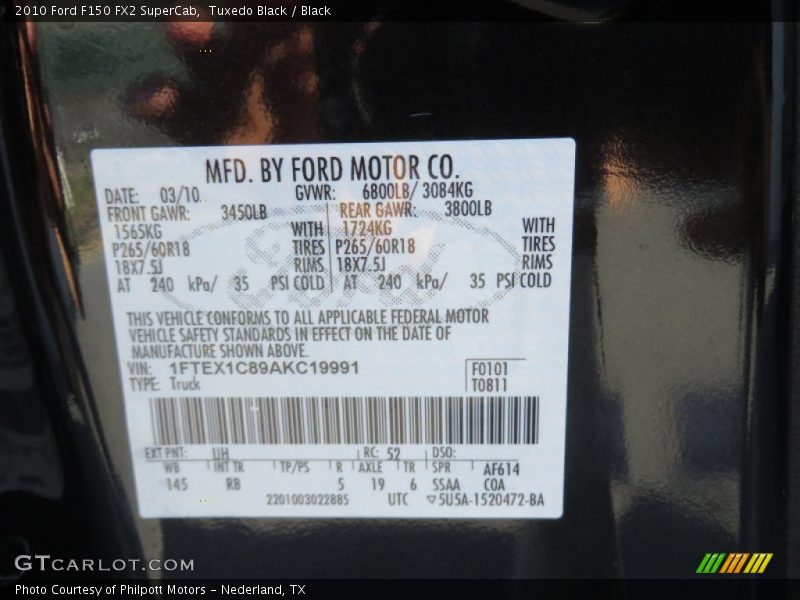 2010 Ford F150 FX2 SuperCab, Tuxedo Black / Black
MFD. BY FORD MOTOR CO.
DATE: 03/10 GVWR: 6800LB/ 3084KG
FRONT GAWR: 3450LB REAR GAWR: 3800LB
1565KG WITH 1724KG WITH
P265/60R18 TIRES P265/60R18 TIRES
18X7.5J RIMS 18X7.5J RIMS
AT 240 kPa/ 35 PSI COLD AT 240 kPa/ 35 PSI COLD
THIS VEHICLE CONFORMS TO ALL APPLICABLE FEDERAL MOTOR
VEHICLE SAFETY STANDARDS IN EFFECT ON THE DATE OF
MANUFACTURE SHOWN ABOVE.
VIN: 1FTEX1C89AKC19991 F0101
TYPE: Truck T0811
EXT PNT: UH RC: 52 DSO:
WB INT TR TP/PS R AXLE TR SPR AF614
145 RB 5 19 6 SSAA COA
2201003022885 UTC ▽5U5A-1520472-BA
Ford
GTCARLOT.COM
Photo Courtesy of Philpott Motors – Nederland, TX